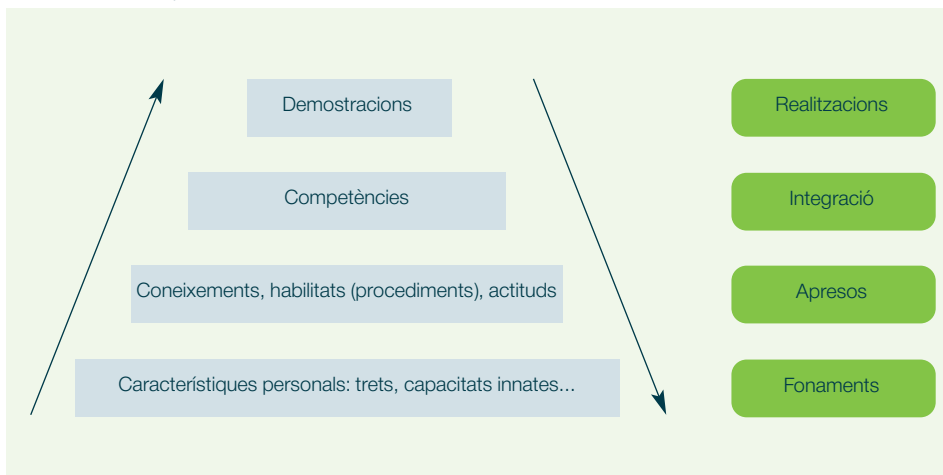 Demostracions
Realitzacions
Competències
Integració
Coneixements, habilitats (procediments), actituds
Apresos
Característiques personals: trets, capacitats innates...
Fonaments